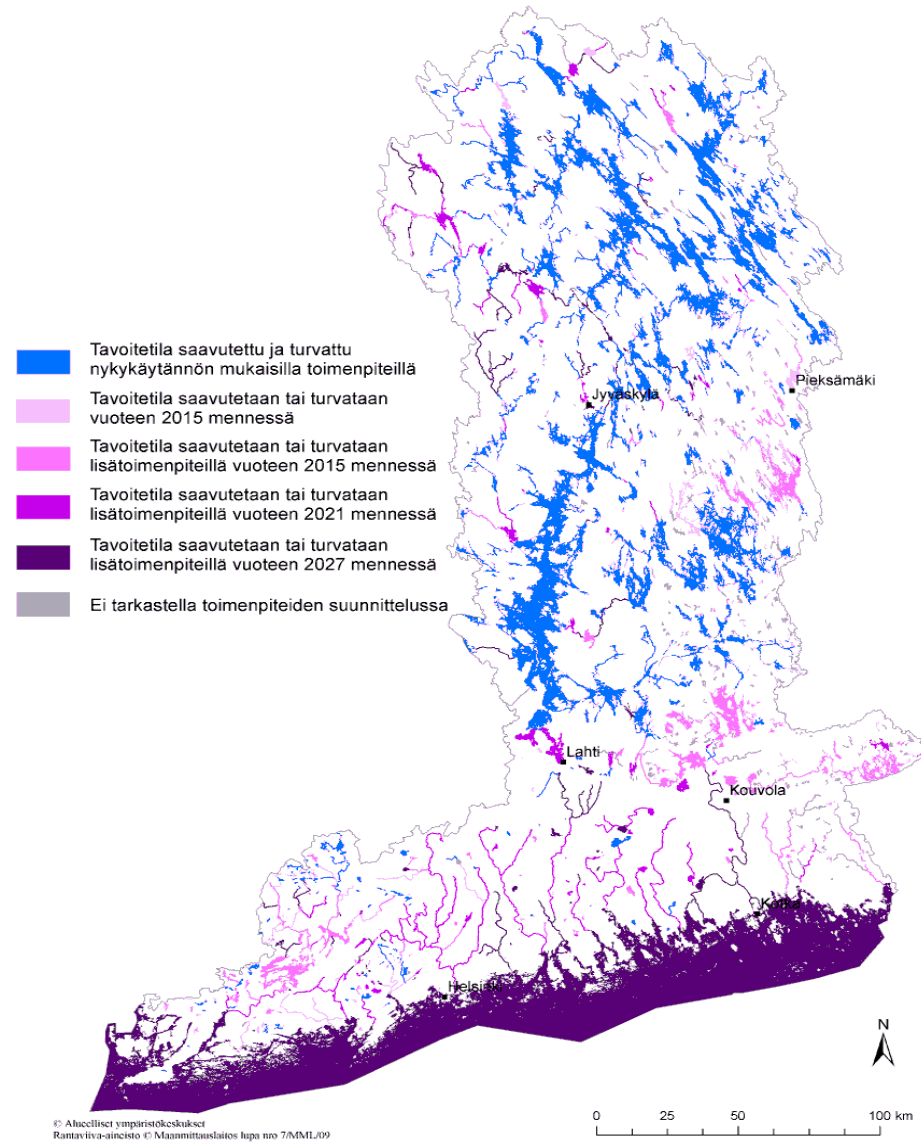 Tavoitetila saavutettu ja turvattu
nykykäytännön mukaisilla toimenpiteillä
Tavoitetila saavutetaan tai turvataan
vuoteen 2015 mennessä
Tavoitetila saavutetaan tai turvataan
lisätoimenpiteillä vuoteen 2015 mennessä
Tavoitetila saavutetaan tai turvataan
lisätoimenpiteillä vuoteen 2021 mennessä
Tavoitetila saavutetaan tai turvataan
lisätoimenpiteillä vuoteen 2027 mennessä
Ei tarkastella toimenpiteiden suunnittelussa
Pieksämäki
Jyväskylä
Lahti
Kouvola
Kotka
Helsinki
N
0 25 50 100 km
© Alueelliset ympäristökeskukset
Rantaviiva-aineisto © Maanmittauslaitos lupa nro 7/MML/09